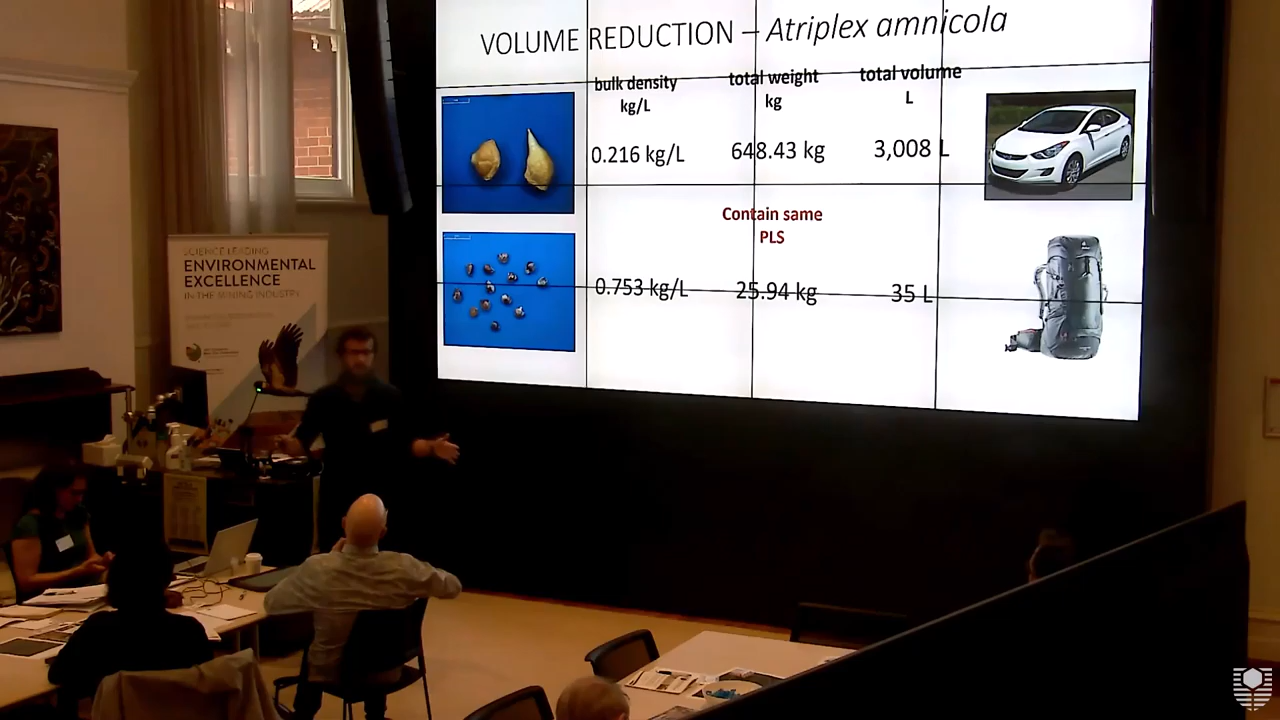 VOLUME REDUCTION – Atriplex amnicola
bulk density
kg/L
total weight
kg
total volume
L
0.216 kg/L
648.43 kg
3,008 L
Contain same
PLS
0.753 kg/L
25.94 kg
35 L
SCIENCE LEADING
ENVIRONMENTAL
EXCELLENCE
IN THE MINING INDUSTRY